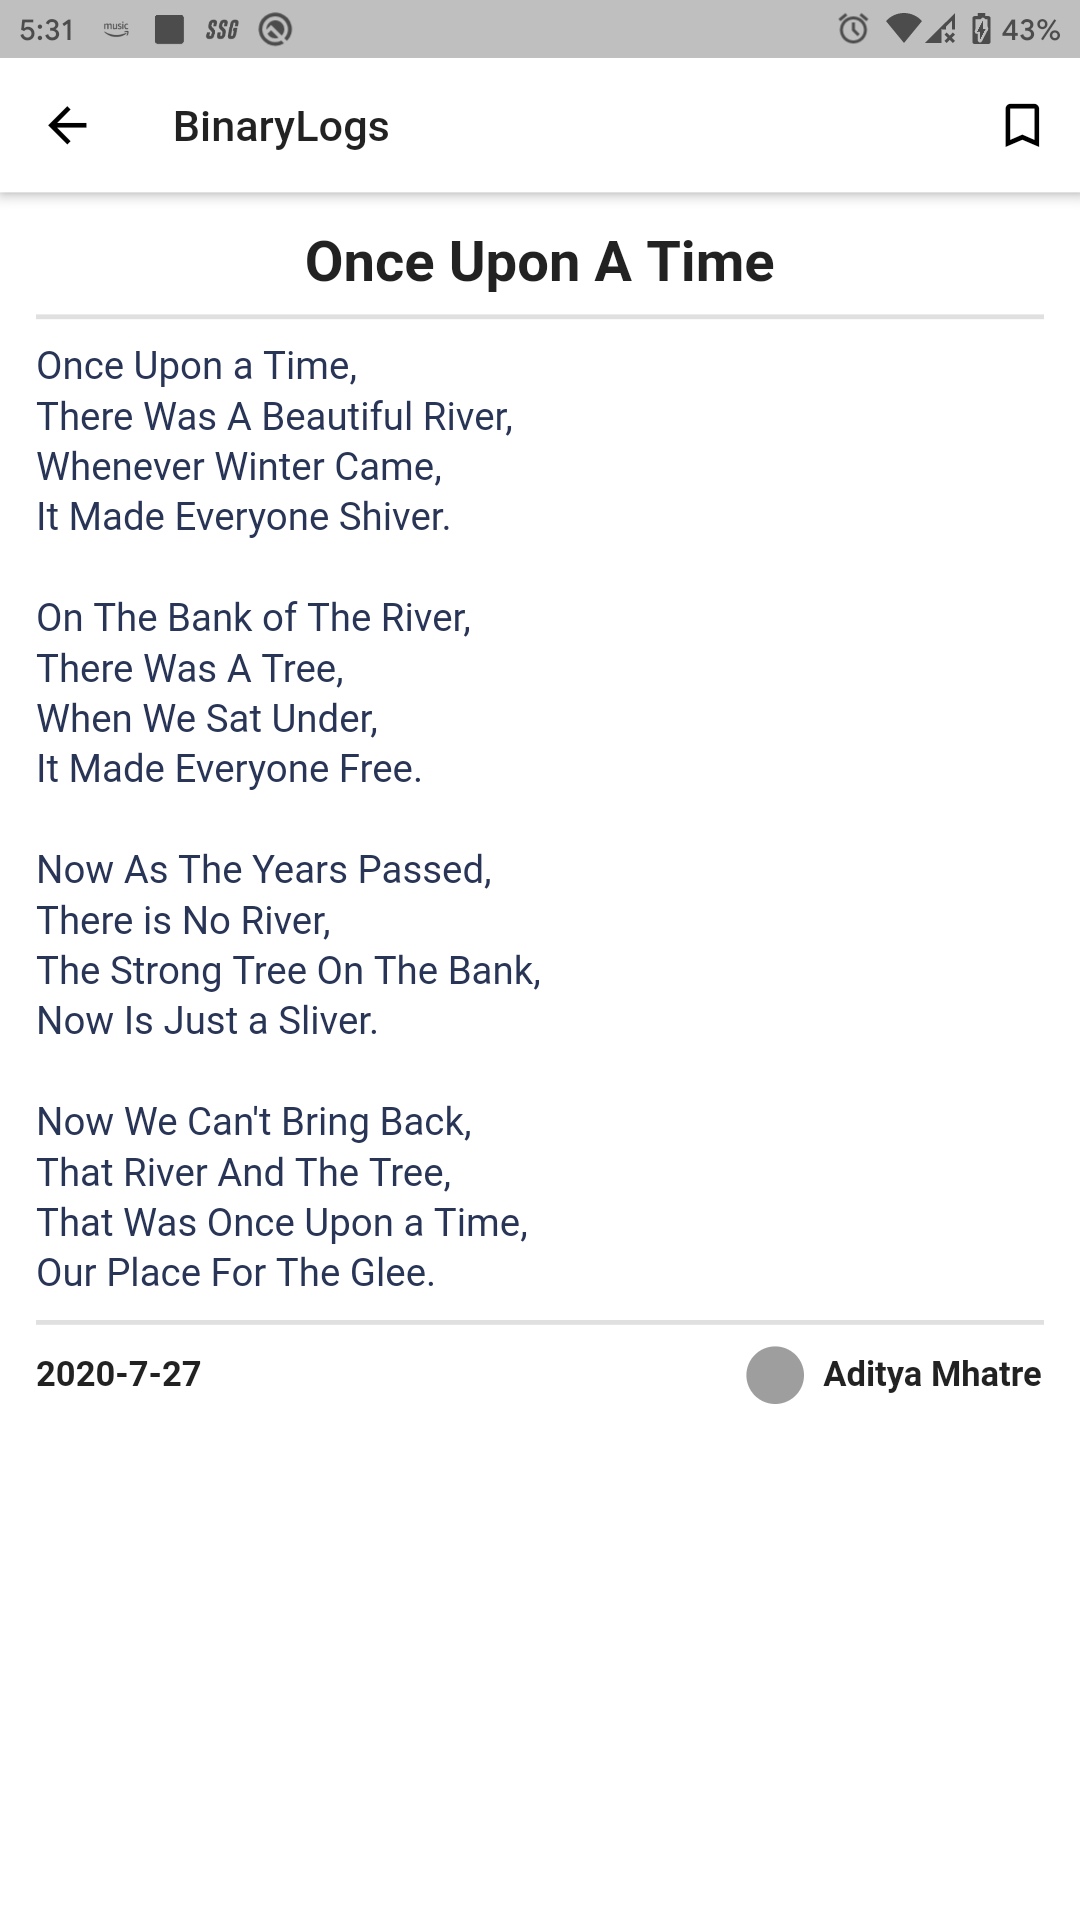 5:31 music SSG 43%
BinaryLogs
Once Upon A Time
Once Upon a Time,
There Was A Beautiful River,
Whenever Winter Came,
It Made Everyone Shiver.
On The Bank of The River,
There Was A Tree,
When We Sat Under,
It Made Everyone Free.
Now As The Years Passed,
There is No River,
The Strong Tree On The Bank,
Now Is Just a Sliver.
Now We Can't Bring Back,
That River And The Tree,
That Was Once Upon a Time,
Our Place For The Glee.
2020-7-27 Aditya Mhatre